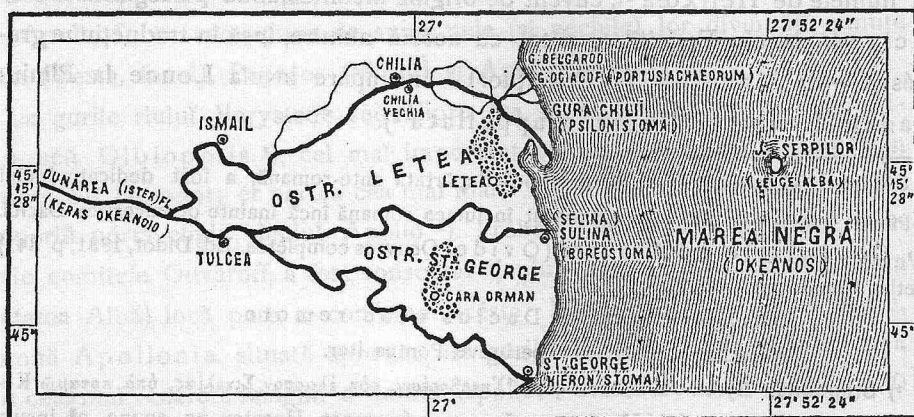 27°
27° 52' 24"
G. BELGAROD
G. OCIACOF (PORTUS ACHAEORUM)
CHILIA
CHILIA
VECHIA
GURA CHILII
(PSILONISTOMA)
ISMAIL
I. SERPILOR
(LEUCE ALBA)
OSTR. LETEA
LETEA
45°
15'
28"
45°
15'
28"
DUNĂREA (ISTER) FL.
(KERAS OKEANOIO)
(SELINA)
SULINA
(BOREOSTOMA)
MAREA NÉGRĂ
(OKEANOS)
TULCEA
OSTR. ST. GEORGE
CARA ORMAN
45°
45°
ST. GEORGE
(HIERON STOMA)
27°
27° 52' 24"